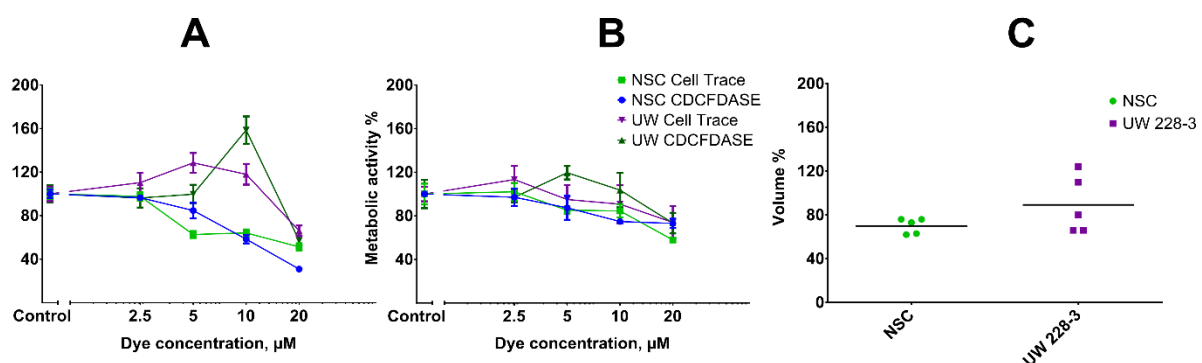 A
200
160
120
80
40
Control
2.5
5
10
20
Dye concentration, µM
B
Metabolic activity %
200
160
120
80
40
NSC Cell Trace
NSC CDCFDASE
UW Cell Trace
UW CDCFDASE
Control
2.5
5
10
20
Dye concentration, µM
C
Volume %
200
160
120
80
40
0
NSC
UW 228-3
NSC
UW 228-3